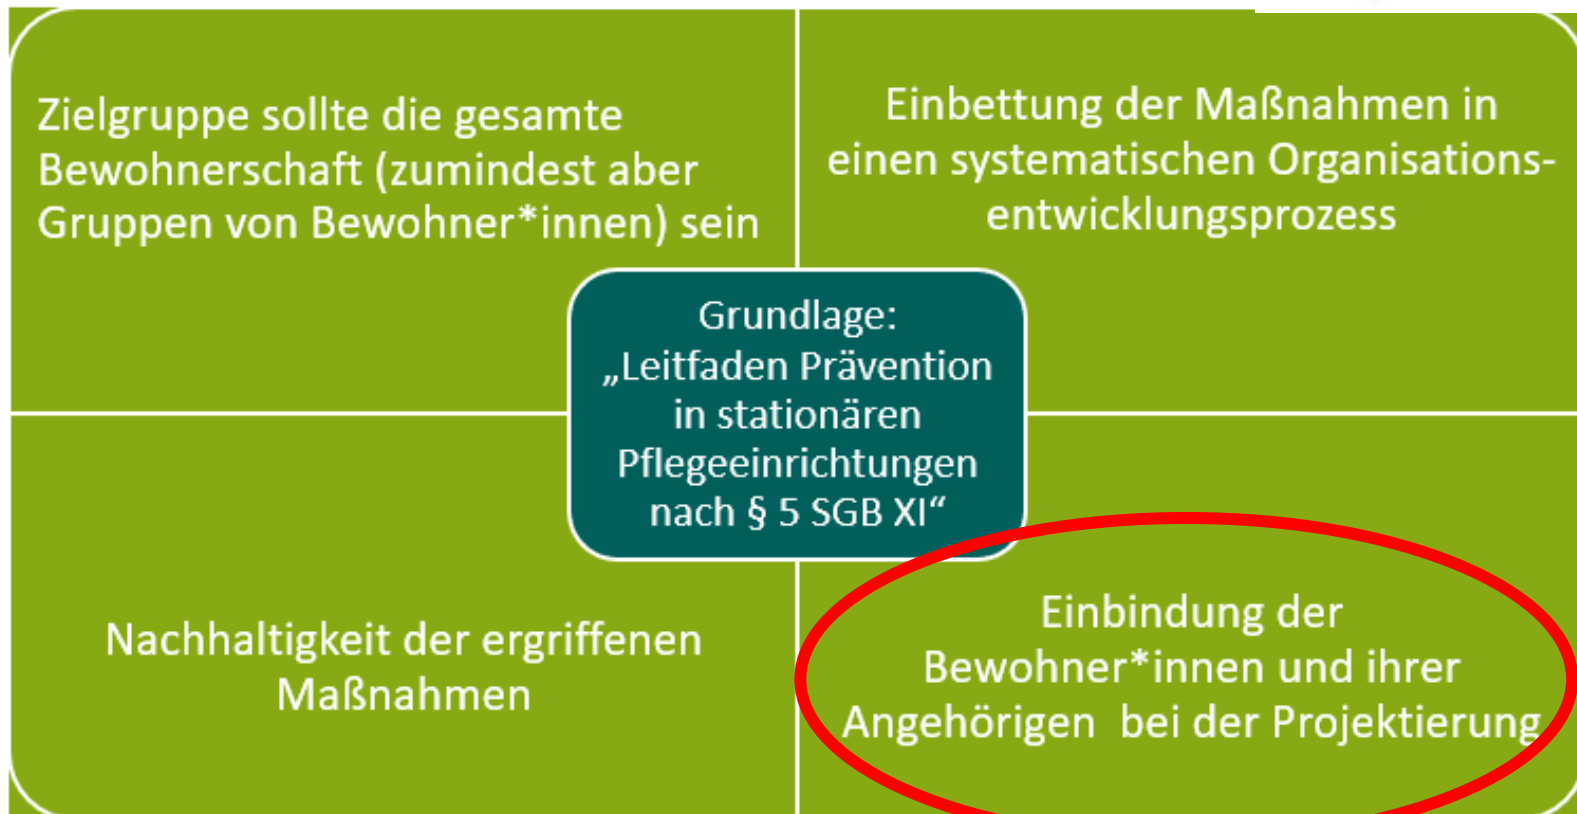 Zielgruppe sollte die gesamte
Bewohnerschaft (zumindest aber
Gruppen von Bewohner*innen) sein
Einbettung der Maßnahmen in
einen systematischen Organisations-
entwicklungsprozess
Grundlage:
„Leitfaden Prävention
in stationären
Pflegeeinrichtungen
nach § 5 SGB XI“
Nachhaltigkeit der ergriffenen
Maßnahmen
Einbindung der
Bewohner*innen und ihrer
Angehörigen  bei der Projektierung